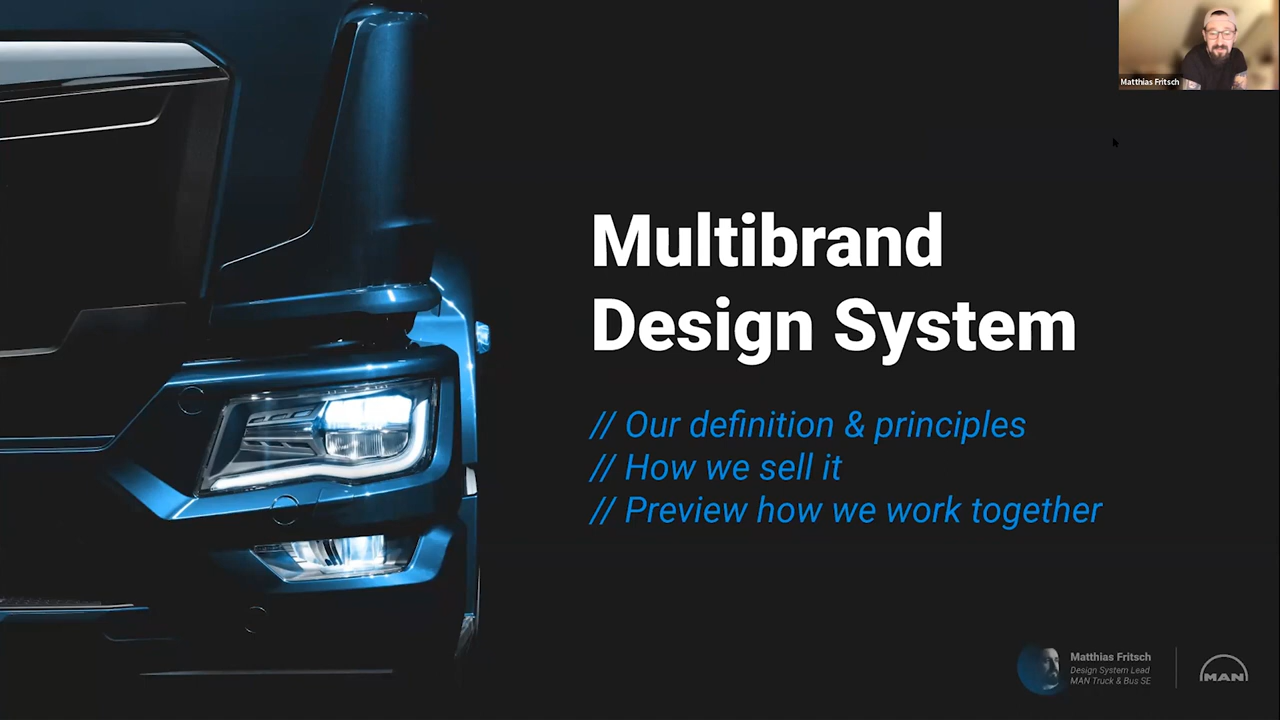 Matthias Fritsch
Multibrand
Design System
// Our definition & principles
// How we sell it
// Preview how we work together
Matthias Fritsch
Design System Lead
MAN Truck & Bus SE
MAN